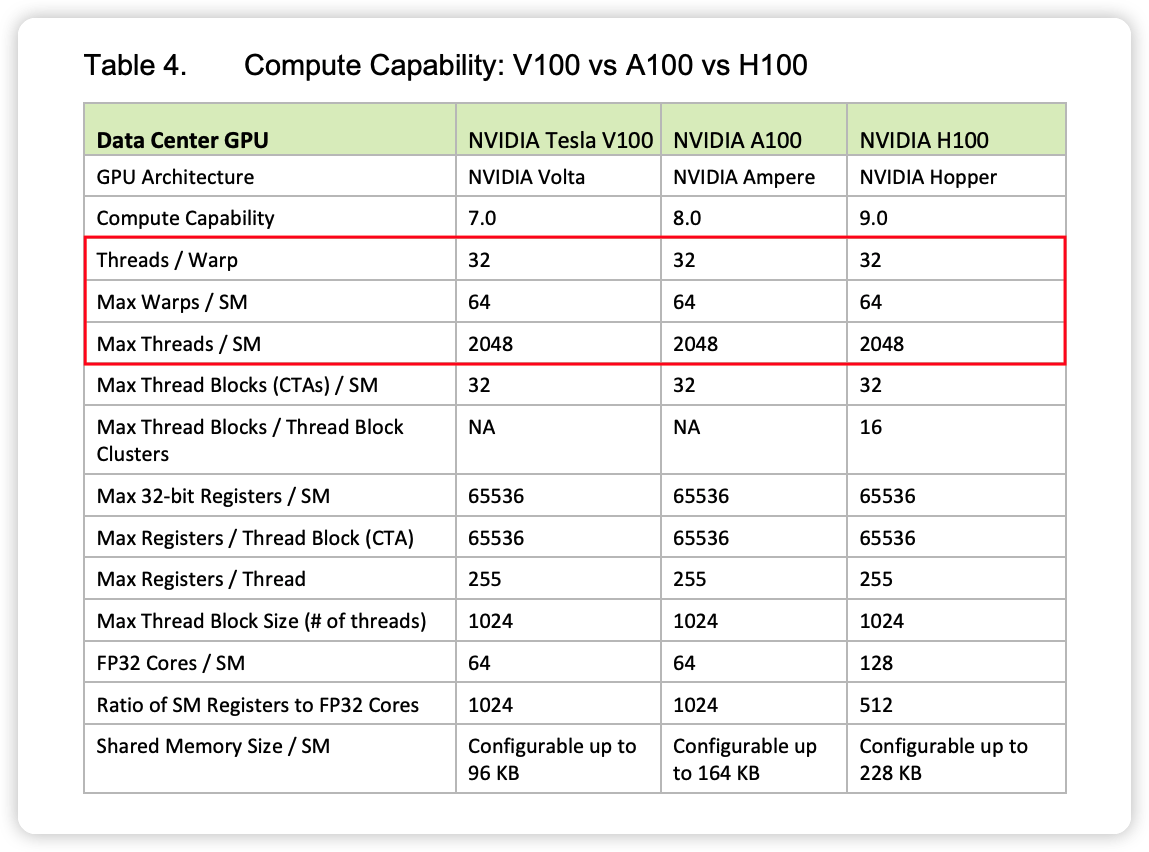 Table 4. Compute Capability: V100 vs A100 vs H100
Data Center GPU NVIDIA Tesla V100 NVIDIA A100 NVIDIA H100
GPU Architecture NVIDIA Volta NVIDIA Ampere NVIDIA Hopper
Compute Capability 7.0 8.0 9.0
Threads / Warp 32 32 32
Max Warps / SM 64 64 64
Max Threads / SM 2048 2048 2048
Max Thread Blocks (CTAs) / SM 32 32 32
Max Thread Blocks / Thread Block NA NA 16
Clusters
Max 32-bit Registers / SM 65536 65536 65536
Max Registers / Thread Block (CTA) 65536 65536 65536
Max Registers / Thread 255 255 255
Max Thread Block Size (# of threads) 1024 1024 1024
FP32 Cores / SM 64 64 128
Ratio of SM Registers to FP32 Cores 1024 1024 512
Shared Memory Size / SM Configurable up to Configurable up Configurable up to
96 KB to 164 KB 228 KB